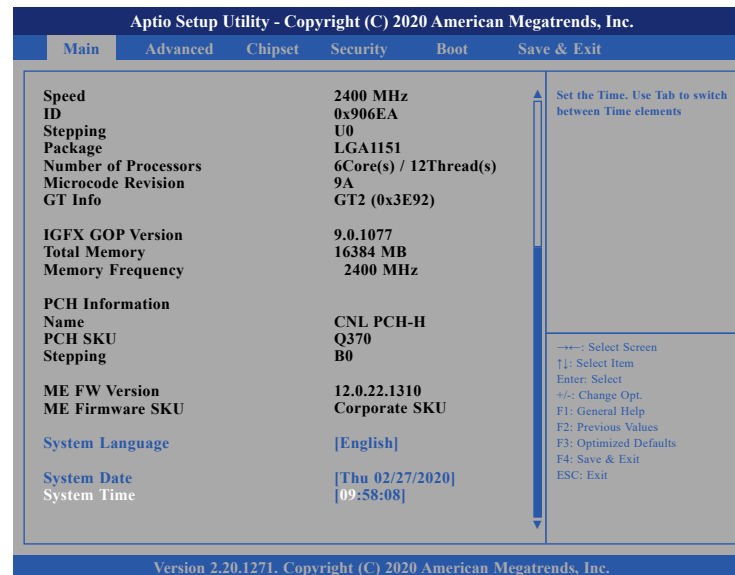 Aptio Setup Utility - Copyright (C) 2020 American Megatrends, Inc.
Main Advanced Chipset Security Boot Save & Exit
Speed 2400 MHz
ID 0x906EA
Stepping U0
Package LGA1151
Number of Processors 6Core(s) / 12Thread(s)
Microcode Revision 9A
GT Info GT2 (0x3E92)
IGFX GOP Version 9.0.1077
Total Memory 16384 MB
Memory Frequency 2400 MHz
PCH Information
Name CNL PCH-H
PCH SKU Q370
Stepping B0
ME FW Version 12.0.22.1310
ME Firmware SKU Corporate SKU
System Language [English]
System Date [Thu 02/27/2020]
System Time [09:58:08]
Set the Time. Use Tab to switch
between Time elements
→←: Select Screen
↑↓: Select Item
Enter: Select
+/-: Change Opt.
F1: General Help
F2: Previous Values
F3: Optimized Defaults
F4: Save & Exit
ESC: Exit
Version 2.20.1271. Copyright (C) 2020 American Megatrends, Inc.